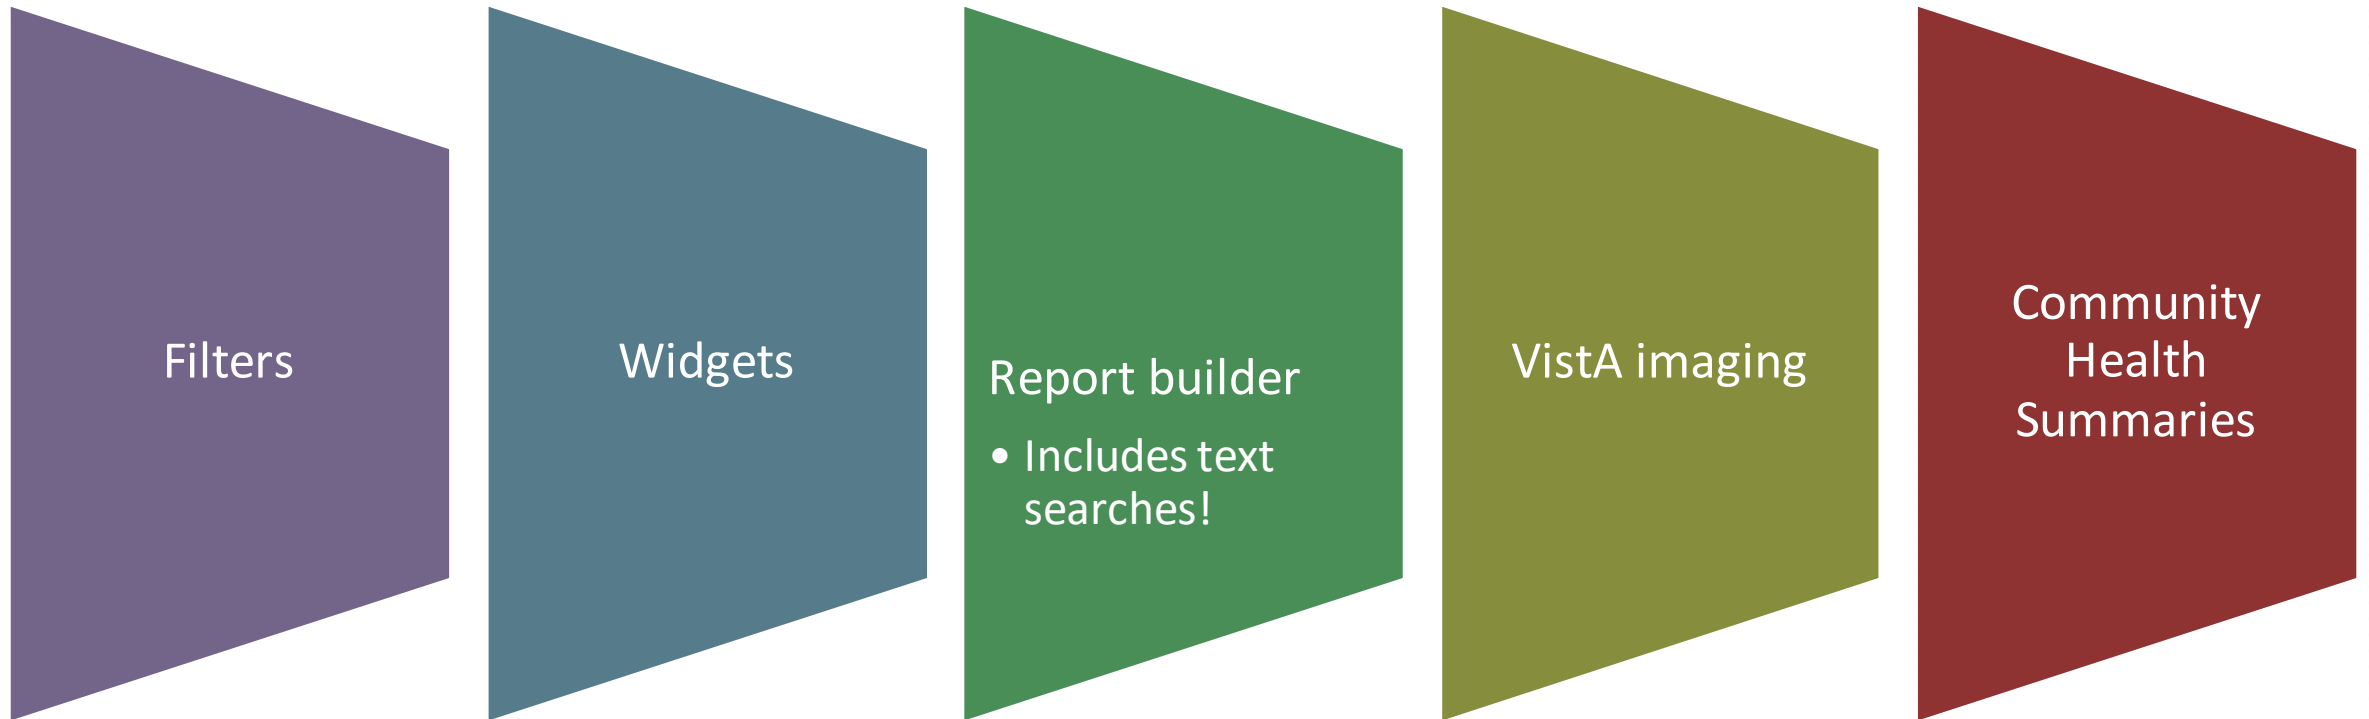 Filters
Widgets
Report builder
• Includes text
searches!
VistA imaging
Community
Health
Summaries